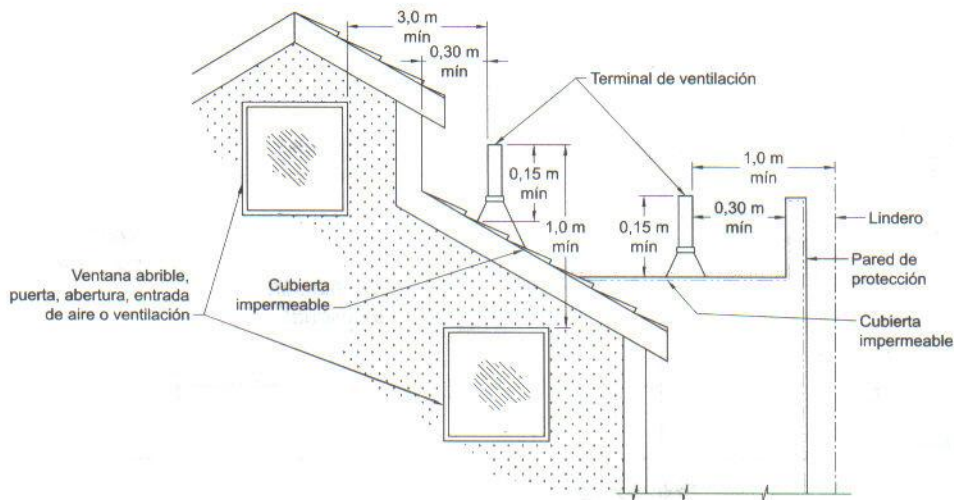 3,0 m
mín
0,30 m
mín
Terminal de ventilación
0,15 m
mín
1,0 m
mín
1,0 m
mín
0,15 m
mín
0,30 m
mín
Lindero
Pared de
protección
Cubierta
impermeable
Ventana abrible,
puerta, abertura, entrada
de aire o ventilación
Cubierta
impermeable